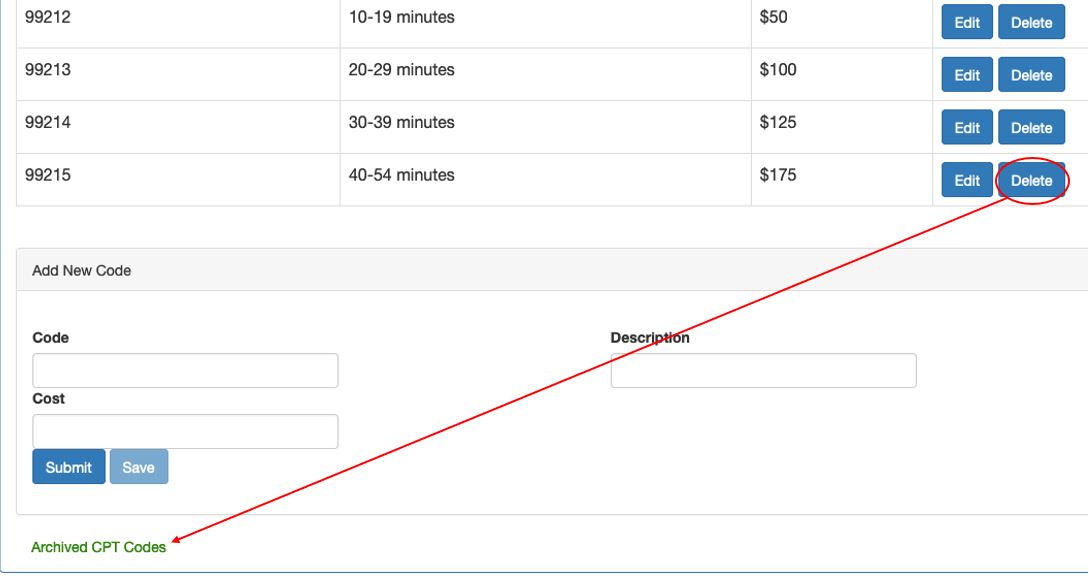 99212 10-19 minutes $50 Edit Delete
99213 20-29 minutes $100 Edit Delete
99214 30-39 minutes $125 Edit Delete
99215 40-54 minutes $175 Edit Delete
Add New Code
Code Description
Cost
Submit Save
Archived CPT Codes